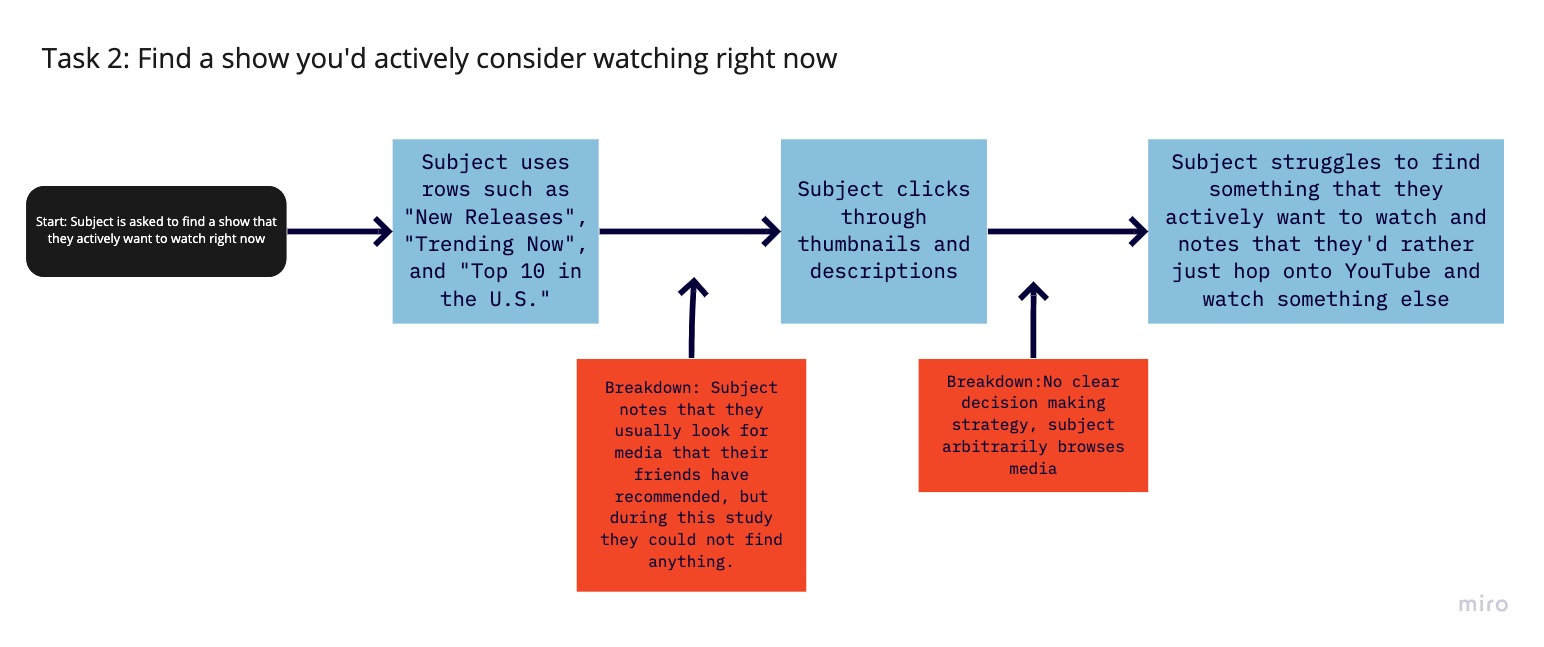 Task 2: Find a show you'd actively consider watching right now
Start: Subject is asked to find a show that
they actively want to watch right now
Subject uses
rows such as
"New Releases",
"Trending Now",
and "Top 10 in
the U.S."
Subject clicks
through
thumbnails and
descriptions
Subject struggles to find
something that they
actively want to watch and
notes that they'd rather
just hop onto YouTube and
watch something else
Breakdown: Subject
notes that they
usually look for
media that their
friends have
recommended, but
during this study
they could not find
anything.
Breakdown:No clear
decision making
strategy, subject
arbitrarily browses
media
miro